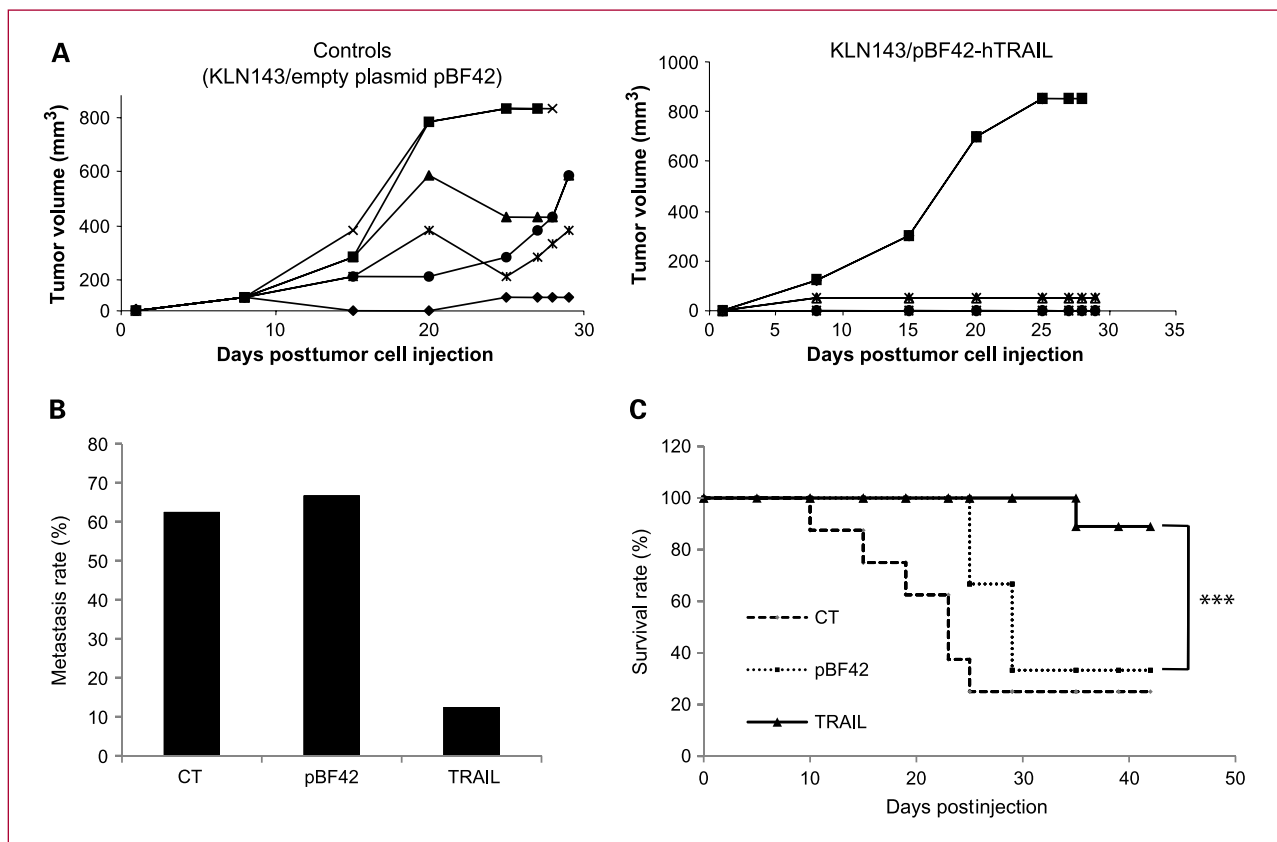 A
Controls
(KLN143/empty plasmid pBF42)
Tumor volume (mm³)
800
600
400
200
0
0
10
20
30
Days posttumor cell injection
KLN143/pBF42-hTRAIL
Tumor volume (mm³)
1000
800
600
400
200
0
0
5
10
15
20
25
30
35
Days posttumor cell injection
B
Metastasis rate (%)
80
70
60
50
40
30
20
10
0
CT
pBF42
TRAIL
C
Survival rate (%)
120
100
80
60
40
20
0
CT
pBF42
TRAIL
***
0
10
20
30
40
50
Days postinjection